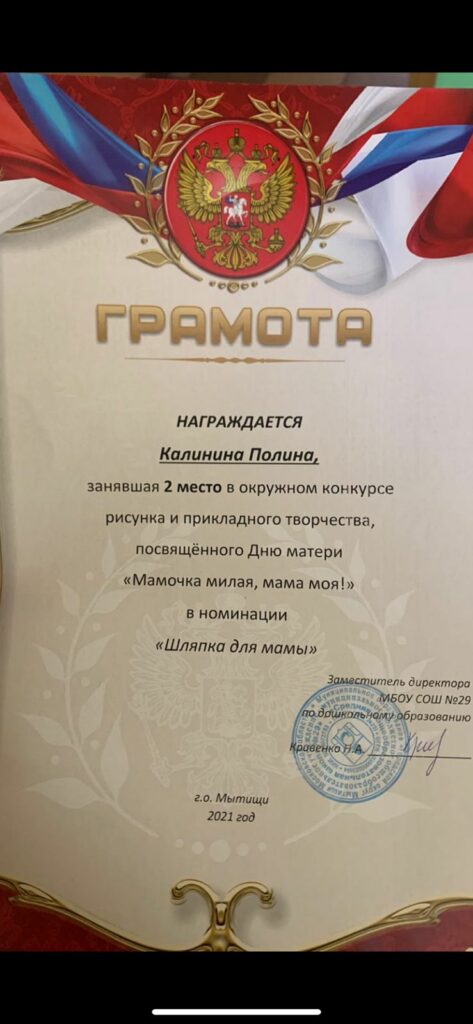 ГРАМОТА
НАГРАЖДАЕТСЯ
Калинина Полина,
занявшая 2 место в окружном конкурсе
рисунка и прикладного творчества,
посвящённого Дню матери
«Мамочка милая, мама моя!»
в номинации
«Шляпка для мамы»
Заместитель директора
МБОУ СОШ №29
по дошкольному образованию
Кравенко Н.А.
г.о. Мытищи
2021 год